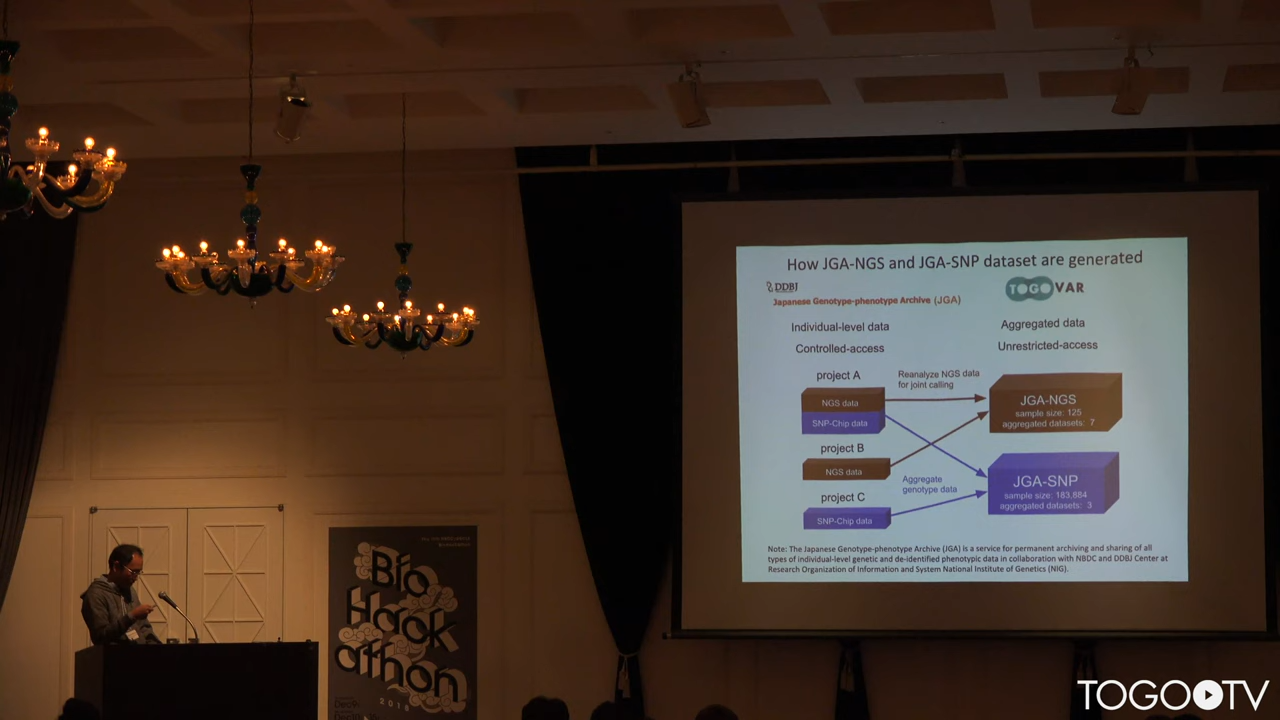 How JGA-NGS and JGA-SNP dataset are generated
DDBJ
Japanese Genotype-phenotype Archive (JGA)
TOGOVAR
Individual-level data
Controlled-access
Aggregated data
Unrestricted-access
project A
NGS data
SNP-Chip data
project B
NGS data
project C
SNP-Chip data
Reanalyze NGS data
for joint calling
Aggregate
genotype data
JGA-NGS
sample size: 125
aggregated datasets: 7
JGA-SNP
sample size: 183,884
aggregated datasets: 3
Note: The Japanese Genotype-phenotype Archive (JGA) is a service for permanent archiving and sharing of all
types of individual-level genetic and de-identified phenotypic data in collaboration with NBDC and DDBJ Center at
Research Organization of Information and System National Institute of Genetics (NIG).
Bio
Hack
athon
2018
TOGOTV